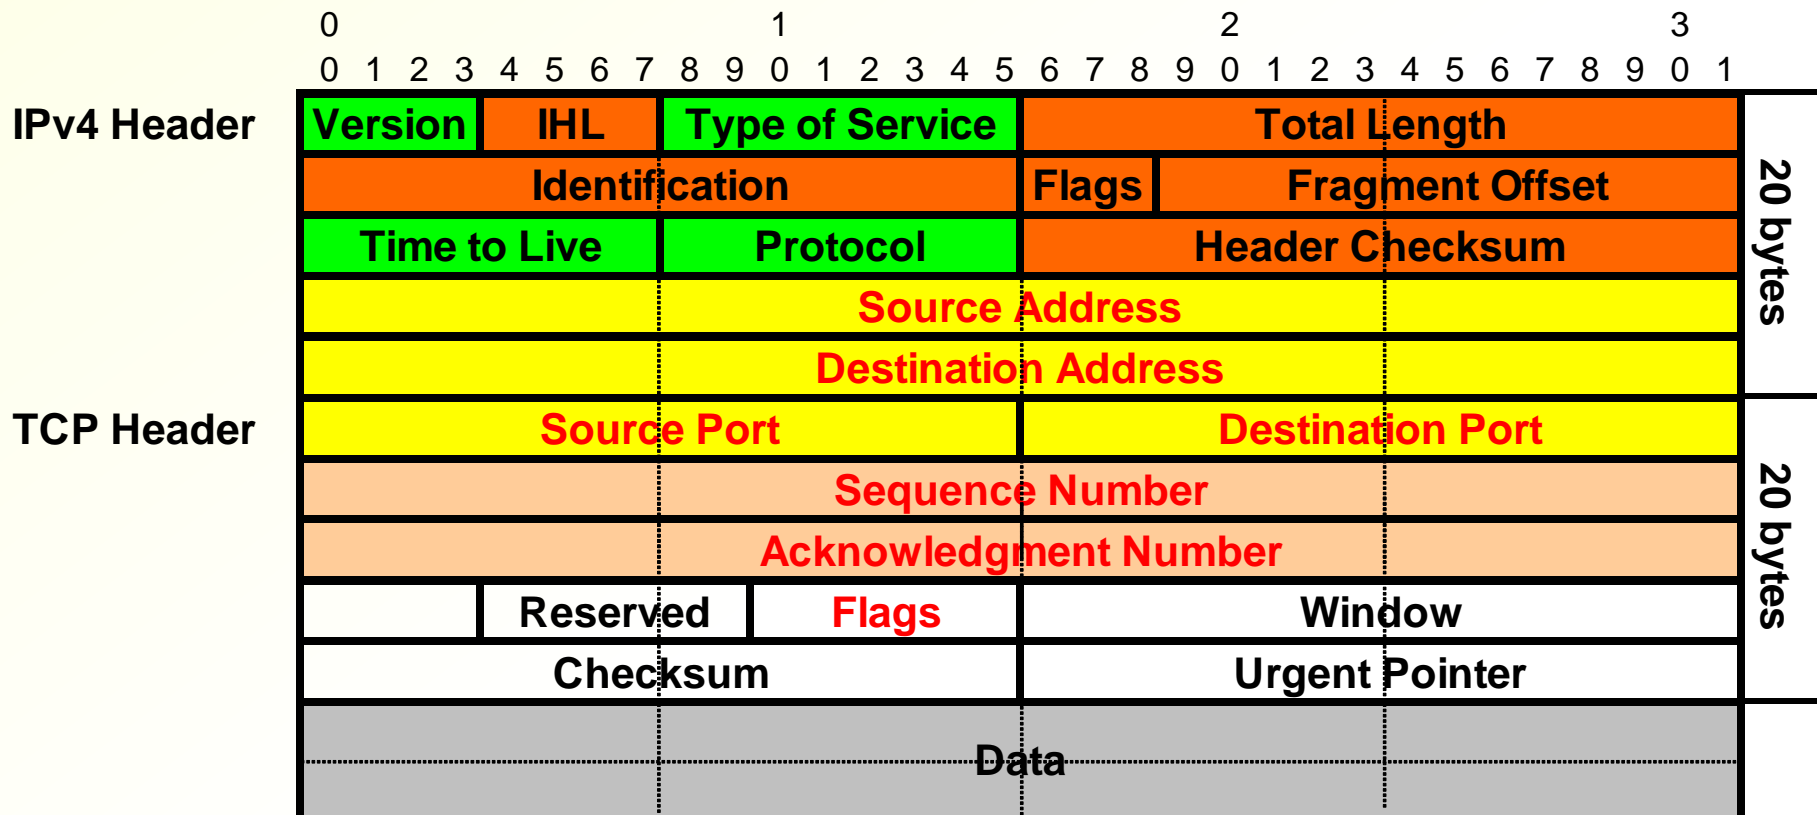 0 1 2 3
0 1 2 3 4 5 6 7 8 9 0 1 2 3 4 5 6 7 8 9 0 1 2 3 4 5 6 7 8 9 0 1
IPv4 Header Version IHL Type of Service Total Length
Identification Flags Fragment Offset
Time to Live Protocol Header Checksum
Source Address
Destination Address
20 bytes
TCP Header Source Port Destination Port
Sequence Number
Acknowledgment Number
Reserved Flags Window
Checksum Urgent Pointer
20 bytes
Data